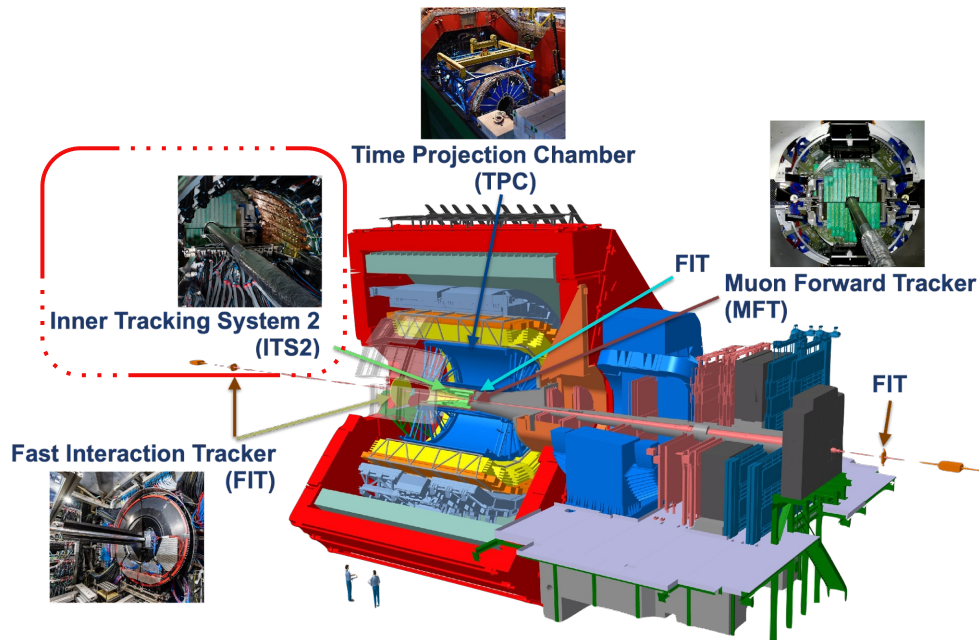 Time Projection Chamber
(TPC)
FIT
Muon Forward Tracker
(MFT)
Inner Tracking System 2
(ITS2)
FIT
Fast Interaction Tracker
(FIT)